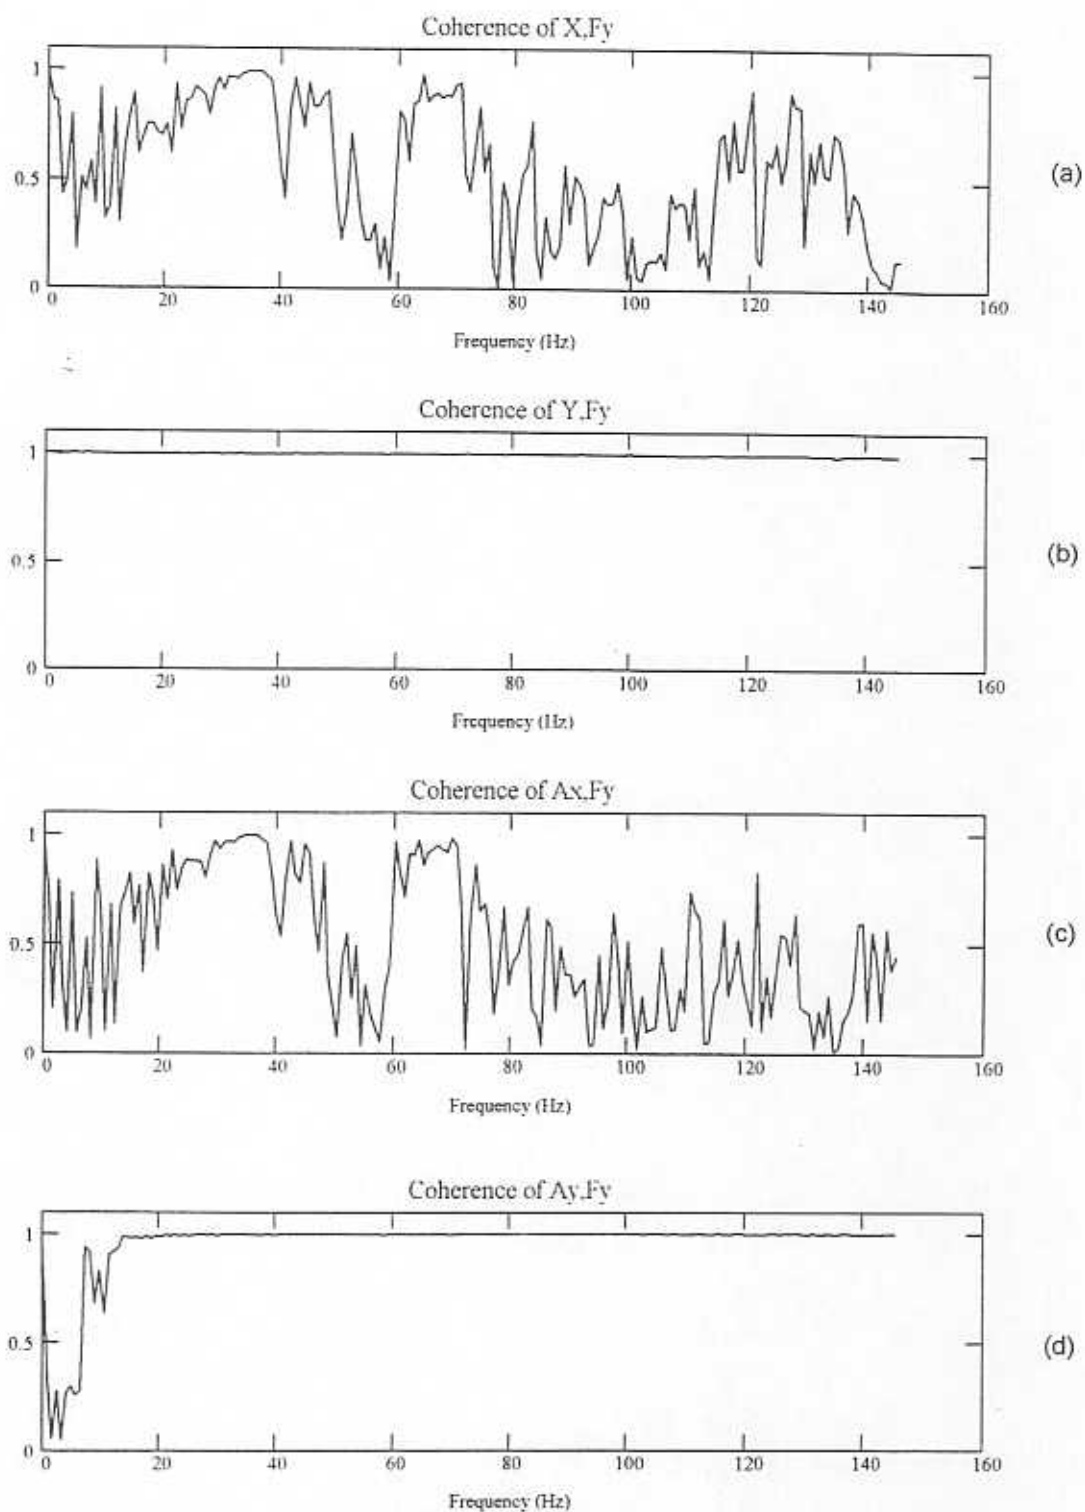 Coherence of X,Fy
1
0.5
0
0 20 40 60 80 100 120 140 160
Frequency (Hz)
(a)
Coherence of Y,Fy
1
0.5
0
0 20 40 60 80 100 120 140 160
Frequency (Hz)
(b)
Coherence of Ax,Fy
1
0.5
0
0 20 40 60 80 100 120 140 160
Frequency (Hz)
(c)
Coherence of Ay,Fy
1
0.5
0
0 20 40 60 80 100 120 140 160
Frequency (Hz)
(d)